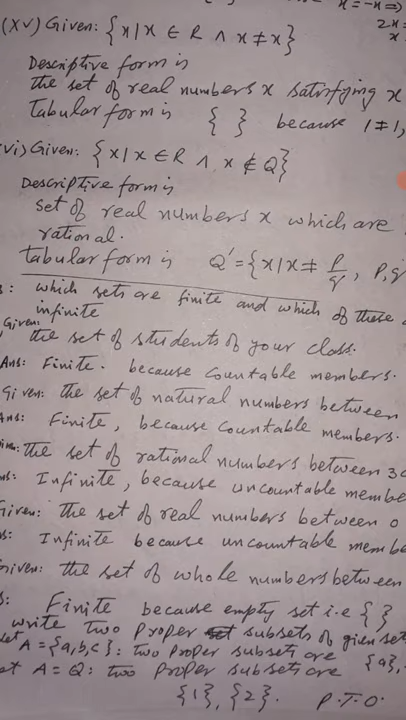 x = -x ⇒
2x =
x =
(xv) Given: {x|x ∈ R ∧ x ≠ x}
Descriptive form is
the set of real numbers x satisfying x
Tabular form is { } because 1 ≠ 1,
vi) Given: {x|x ∈ R ∧ x ∉ Q}
Descriptive form is
set of real numbers x which are
rational.
tabular form is Q' = {x|x ≠ p/q, p,q
: which sets are finite and which of these
infinite
Given: the set of students of your class.
Ans: Finite. because countable members.
Given: the set of natural numbers between
Ans: Finite, because countable members.
the set of rational numbers between 3
Infinite, because uncountable membe
Given: the set of real numbers between 0
s: Infinite because uncountable membe
Given: the set of whole numbers between
s: Finite because empty set i.e { }
write two proper subsets of given set
let A = {a,b,c}: two proper subsets are {a},
et A = Q: two proper subsets are
{1}, {2}. P.T.O.